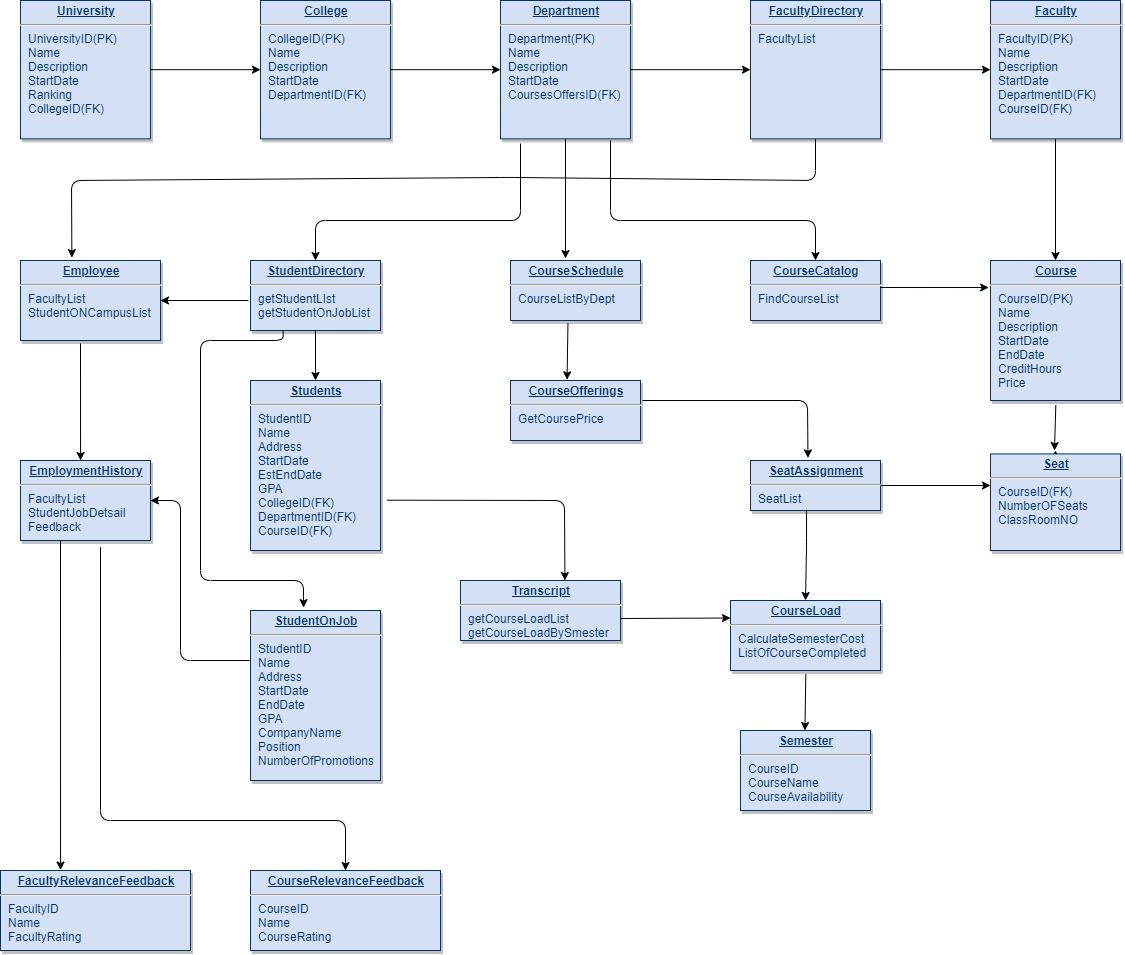 University
UniversityID(PK)
Name
Description
StartDate
Ranking
CollegeID(FK)
College
CollegeID(PK)
Name
Description
StartDate
DepartmentID(FK)
Department
Department(PK)
Name
Description
StartDate
CoursesOffersID(FK)
FacultyDirectory
FacultyList
Faculty
FacultyID(PK)
Name
Description
StartDate
DepartmentID(FK)
CourseID(FK)
Employee
FacultyList
StudentONCampusList
StudentDirectory
getStudentLIst
getStudentOnJobList
CourseSchedule
CourseListByDept
CourseCatalog
FindCourseList
Course
CourseID(PK)
Name
Description
StartDate
EndDate
CreditHours
Price
Students
StudentID
Name
Address
StartDate
EstEndDate
GPA
CollegeID(FK)
DepartmentID(FK)
CourseID(FK)
CourseOfferings
GetCoursePrice
EmploymentHistory
FacultyList
StudentJobDetsail
Feedback
SeatAssignment
SeatList
Seat
CourseID(FK)
NumberOFSeats
ClassRoomNO
Transcript
getCourseLoadList
getCourseLoadBySmester
CourseLoad
CalculateSemesterCost
ListOfCourseCompleted
StudentOnJob
StudentID
Name
Address
StartDate
EndDate
GPA
CompanyName
Position
NumberOfPromotions
Semester
CourseID
CourseName
CourseAvailability
FacultyRelevanceFeedback
FacultyID
Name
FacultyRating
CourseRelevanceFeedback
CourseID
Name
CourseRating